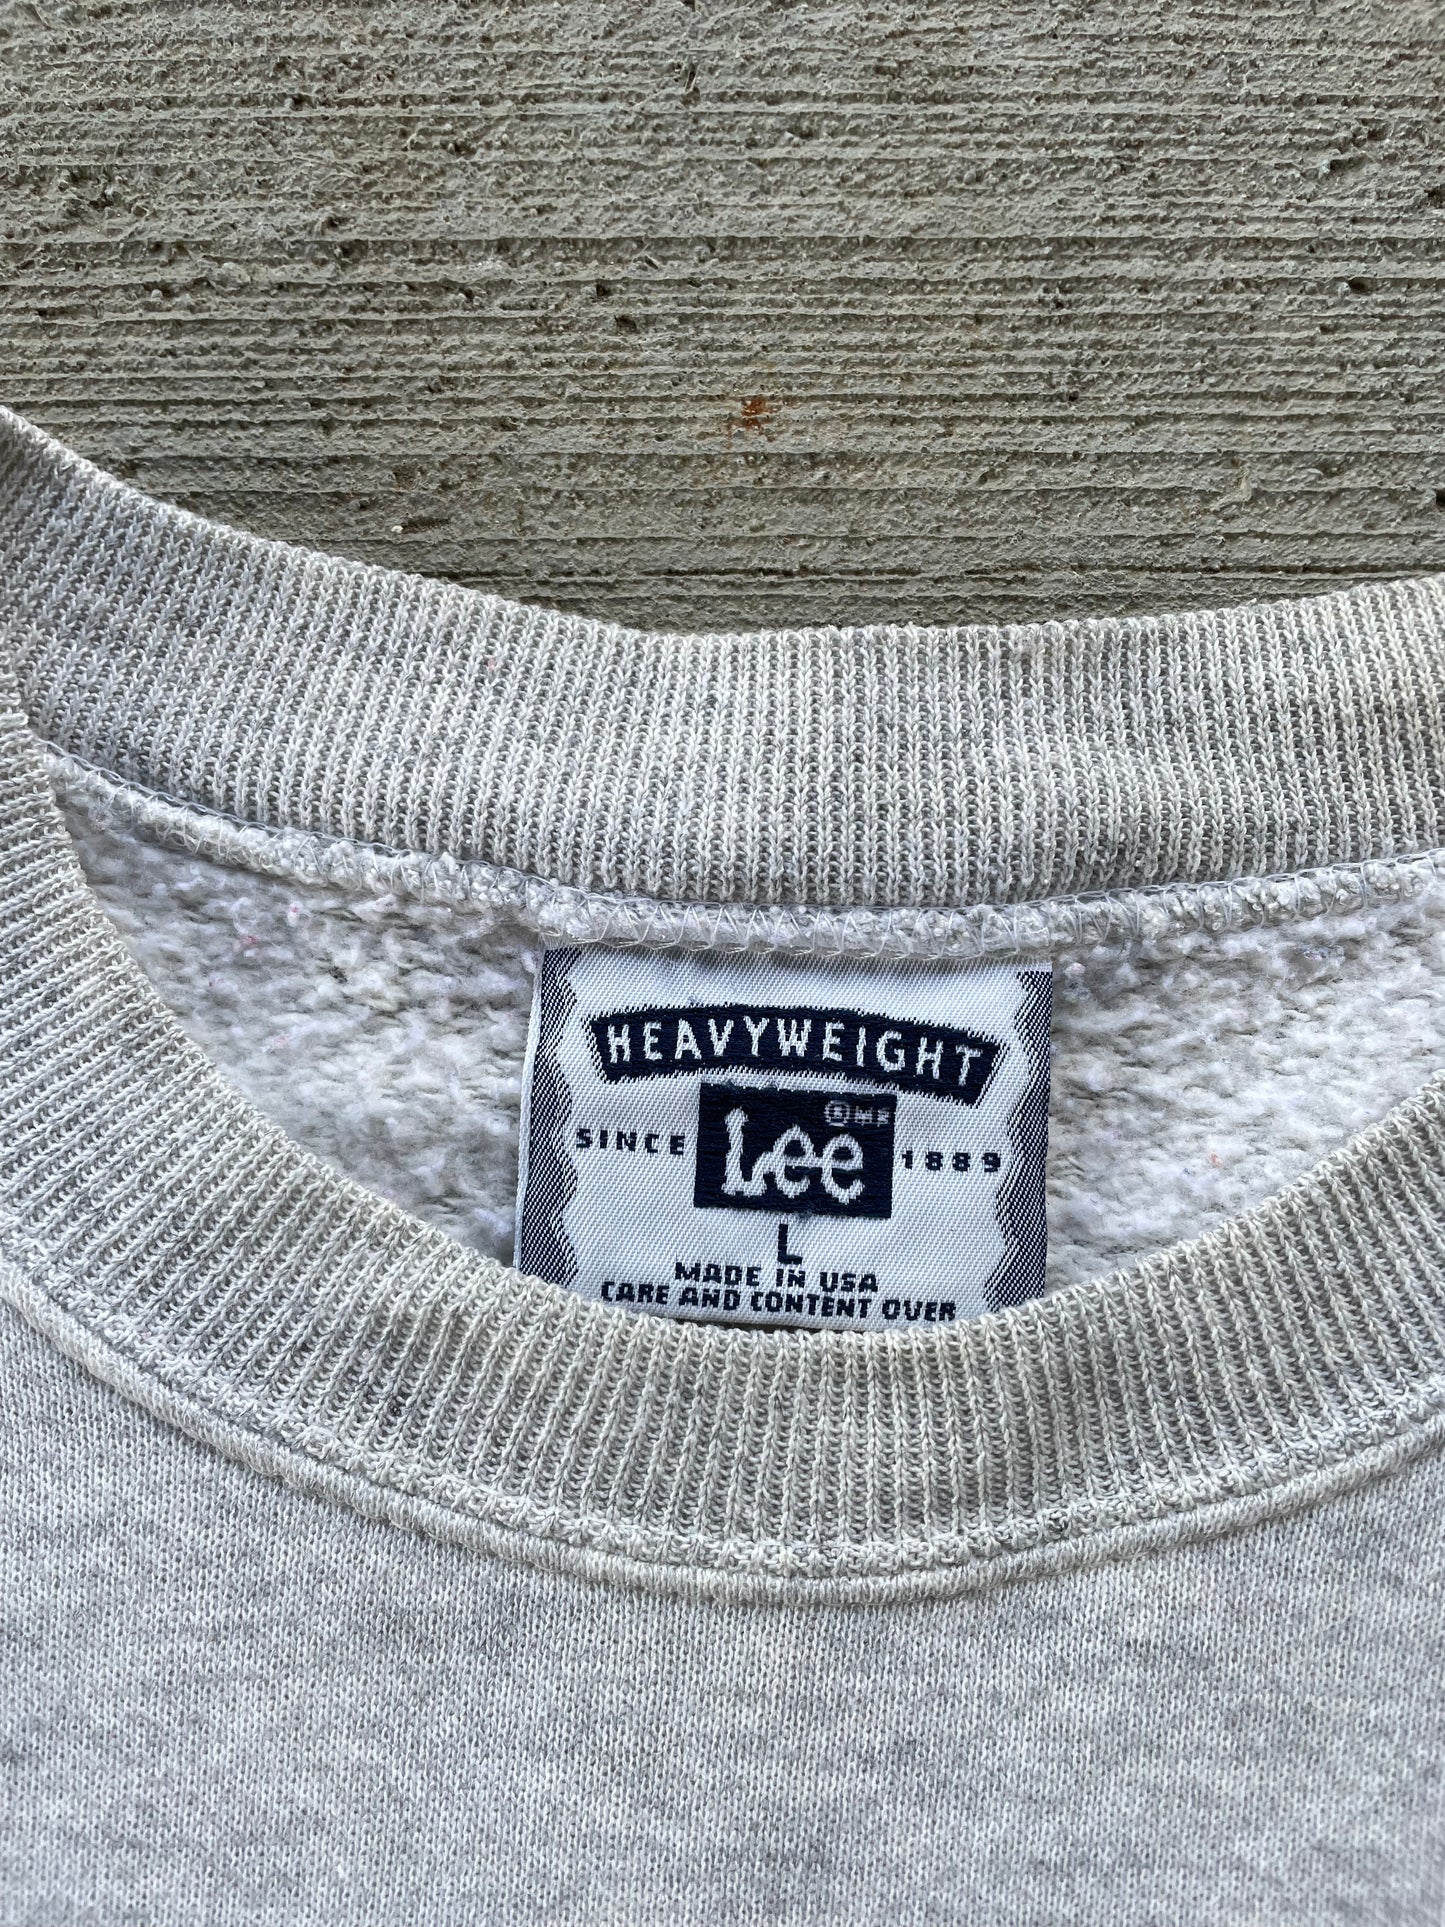 HEAVYWEIGHT
SINCE Lee 1889
L
MADE IN USA
CARE AND CONTENT OVER